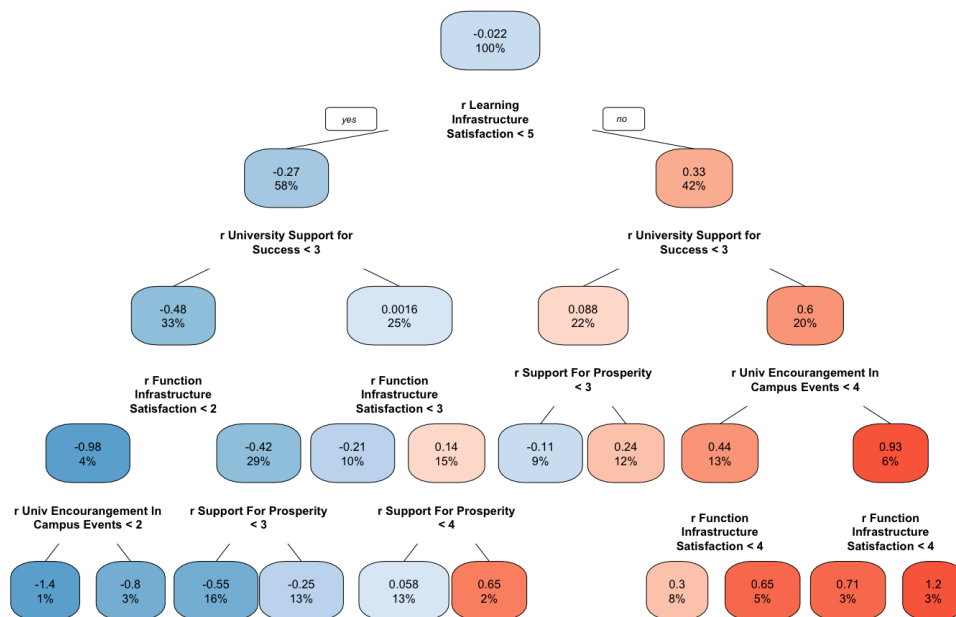 -0.022
100%
r Learning
Infrastructure
Satisfaction < 5
yes
no
-0.27
58%
0.33
42%
r University Support for
Success < 3
r University Support for
Success < 3
-0.48
33%
0.0016
25%
0.088
22%
0.6
20%
r Function
Infrastructure
Satisfaction < 2
r Function
Infrastructure
Satisfaction < 3
r Support For Prosperity
< 3
r Univ Encourangement In
Campus Events < 4
-0.98
4%
-0.42
29%
-0.21
10%
0.14
15%
-0.11
9%
0.24
12%
0.44
13%
0.93
6%
r Univ Encourangement In
Campus Events < 2
r Support For Prosperity
< 3
r Support For Prosperity
< 4
r Function
Infrastructure
Satisfaction < 4
r Function
Infrastructure
Satisfaction < 4
-1.4
1%
-0.8
3%
-0.55
16%
-0.25
13%
0.058
13%
0.65
2%
0.3
8%
0.65
5%
0.71
3%
1.2
3%